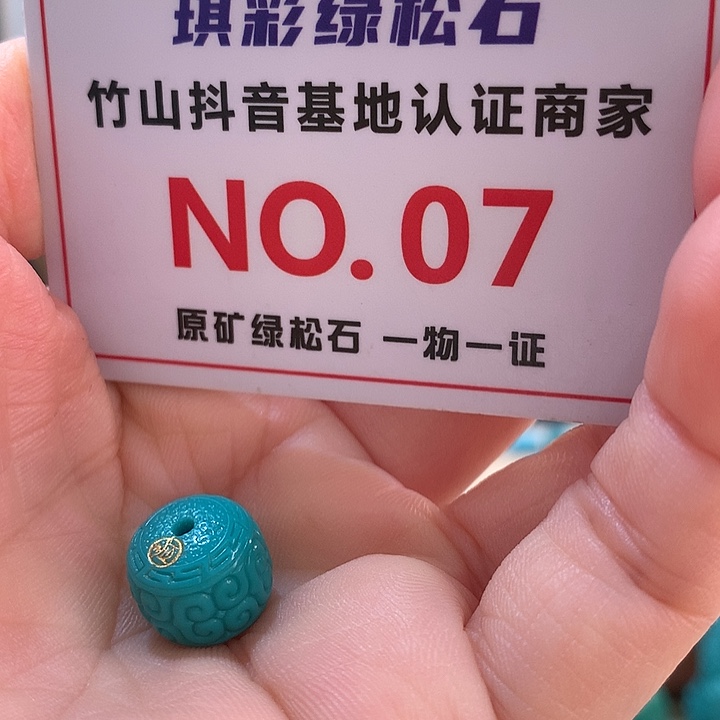 琪彩绿松石
竹山抖音基地认证商家
NO.07
原矿绿松石 一物一证